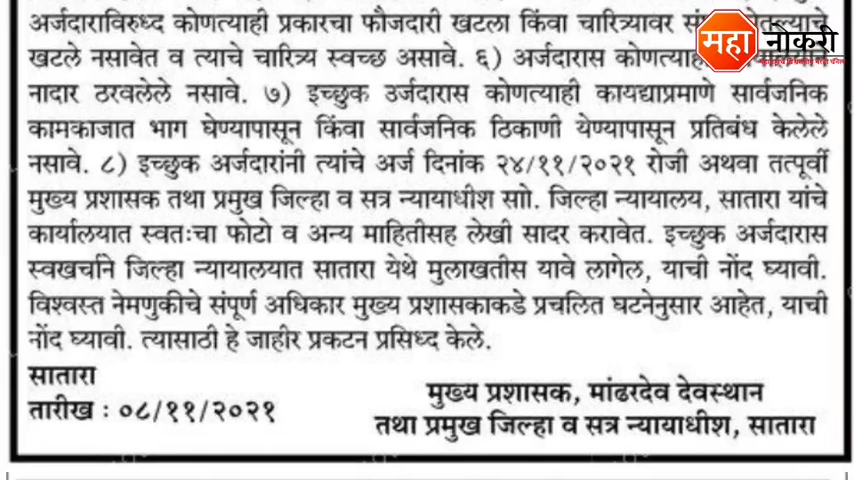 अर्जदाराविरुध्द कोणत्याही प्रकारचा फौजदारी खटला किंवा चारित्र्यावर
खटले नसावेत व त्याचे चारित्र्य स्वच्छ असावे. ६) अर्जदारास
नादार ठरवलेले नसावे. ७) इच्छुक उर्जदारास कोणत्याही कायद्याप्रमाणे सार्वजनिक
कामकाजात भाग घेण्यापासून किंवा सार्वजनिक ठिकाणी येण्यापासून प्रतिबंध केलेले
नसावे. ८) इच्छुक अर्जदारांनी त्यांचे अर्ज दिनांक २४/११/२०२१ रोजी अथवा तत्पूर्वी
मुख्य प्रशासक तथा प्रमुख जिल्हा व सत्र न्यायाधीश साो. जिल्हा न्यायालय, सातारा यांचे
कार्यालयात स्वतःचा फोटो व अन्य माहितीसह लेखी सादर करावेत. इच्छुक अर्जदारास
स्वखर्चाने जिल्हा न्यायालयात सातारा येथे मुलाखतीस यावे लागेल, याची नोंद घ्यावी.
विश्वस्त नेमणुकीचे संपूर्ण अधिकार मुख्य प्रशासकाकडे प्रचलित घटनेनुसार आहेत, याची
नोंद घ्यावी. त्यासाठी हे जाहीर प्रकटन प्रसिध्द केले.
सातारा
तारीख : ०८/११/२०२१
मुख्य प्रशासक, मांढरदेव देवस्थान
तथा प्रमुख जिल्हा व सत्र न्यायाधीश, सातारा
महा नोकरी